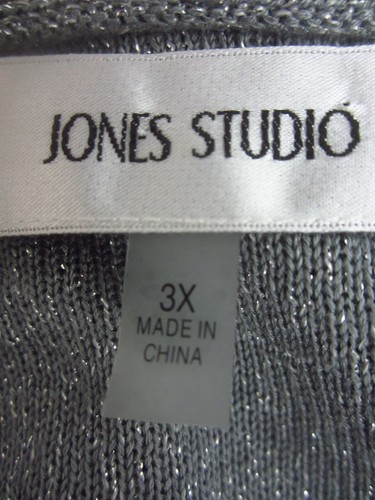 JONES STUDIO
3X
MADE IN
CHINA